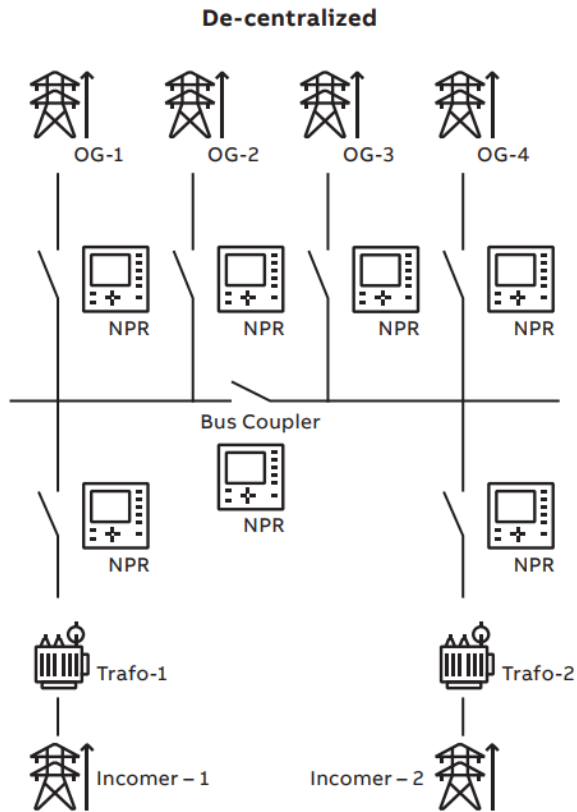 De-centralized
OG-1
OG-2
OG-3
OG-4
NPR
NPR
NPR
NPR
Bus Coupler
NPR
NPR
NPR
Trafo-1
Trafo-2
Incomer – 1
Incomer – 2